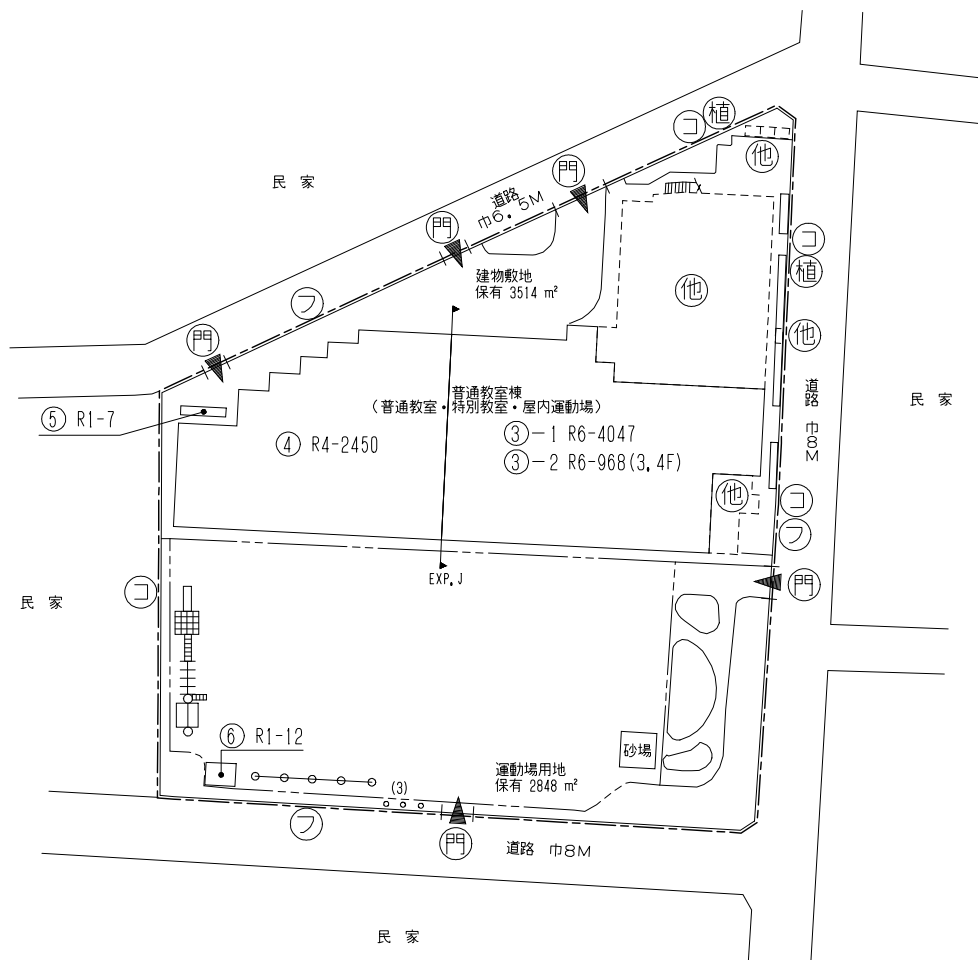 植
コ
他
民 家
門
道路
巾6.5M
門
コ
植
建物敷地
保有 3514 ㎡
他
フ
他
門
道路 巾8M
民 家
普通教室棟
(普通教室・特別教室・屋内運動場)
⑤ R1-7
④ R4-2450
③-1 R6-4047
③-2 R6-968(3,4F)
他
コ
フ
EXP.J
門
コ
民 家
⑥ R1-12
砂場
運動場用地
保有 2848 ㎡
(3)
フ
門
道路 巾8M
民 家